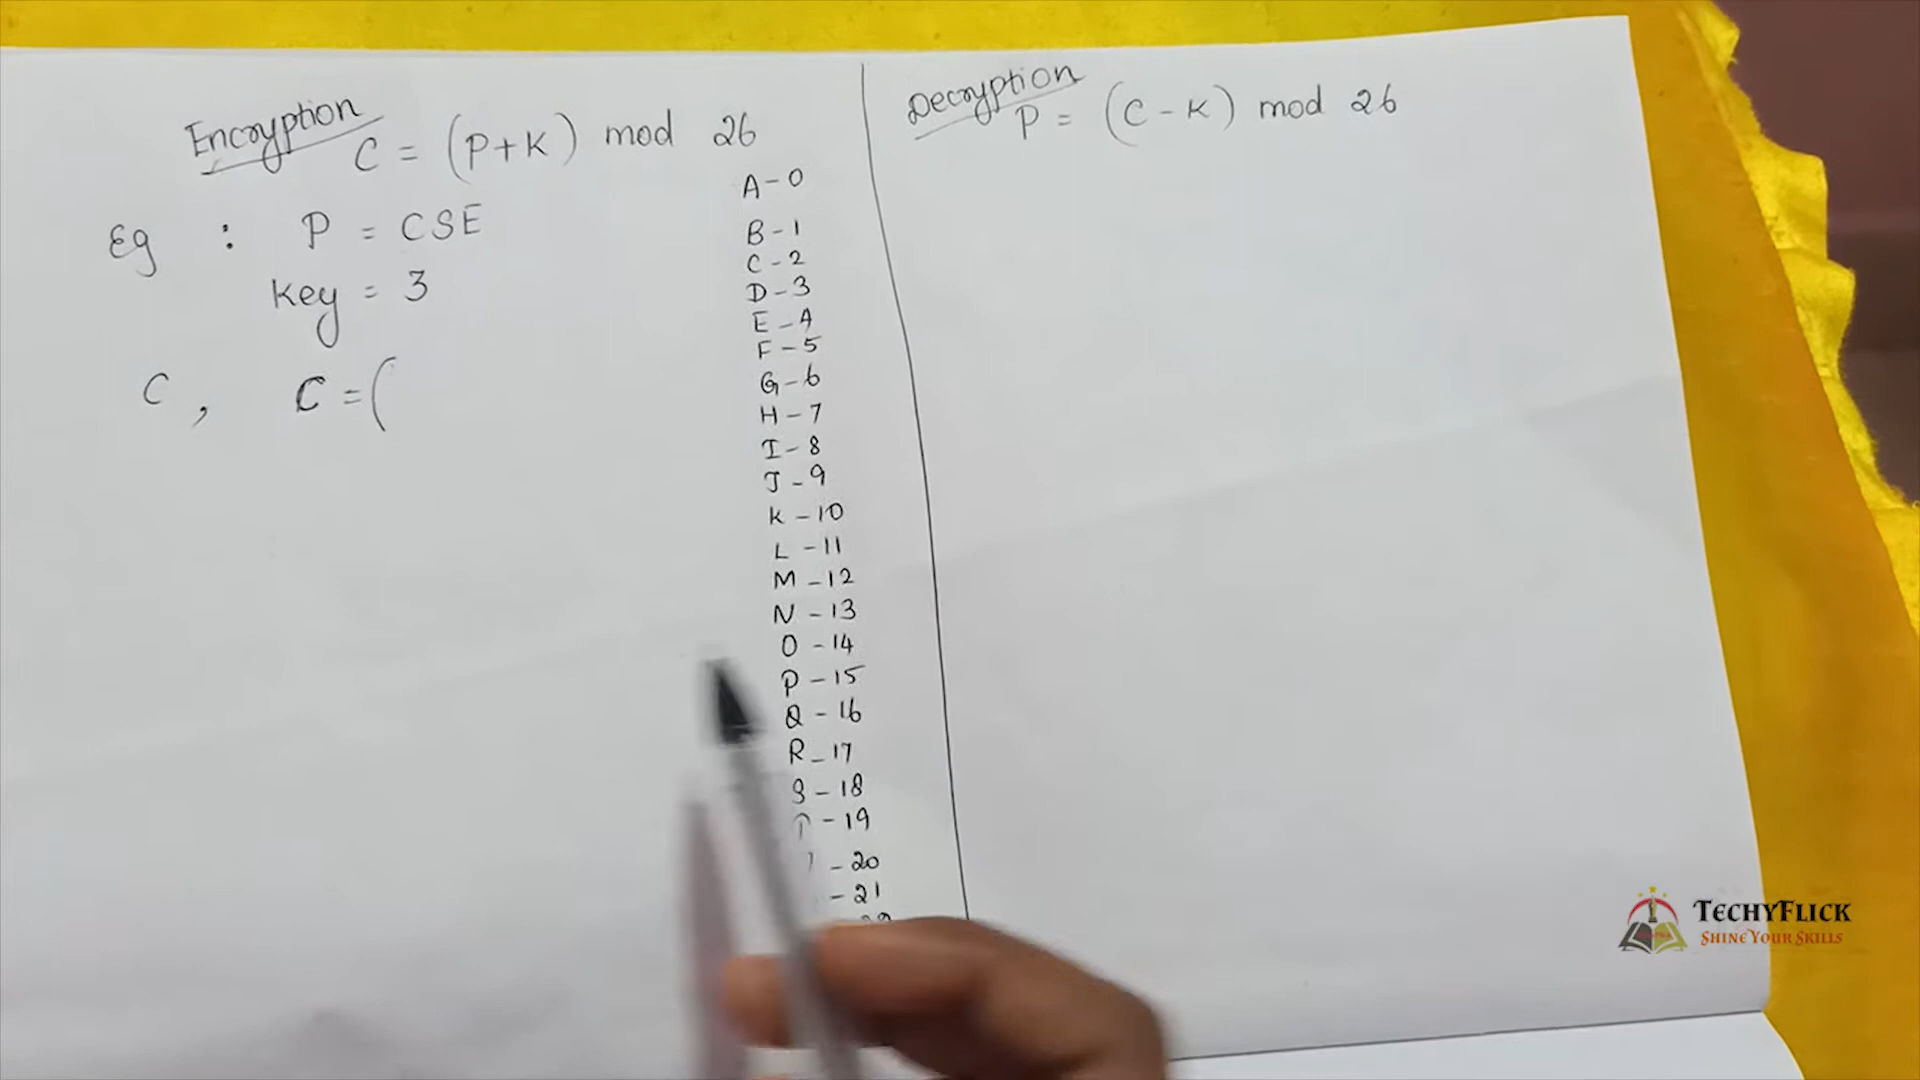 Encryption
C = (P+K) mod 26
Eg : P = CSE
Key = 3
C , C = (
A - 0
B - 1
C - 2
D - 3
E - 4
F - 5
G - 6
H - 7
I - 8
J - 9
K - 10
L - 11
M - 12
N - 13
O - 14
P - 15
Q - 16
R - 17
S - 18
- 19
- 20
- 21
Decryption
P = (C - K) mod 26
TECHYFLICK
SHINE YOUR SKILLS